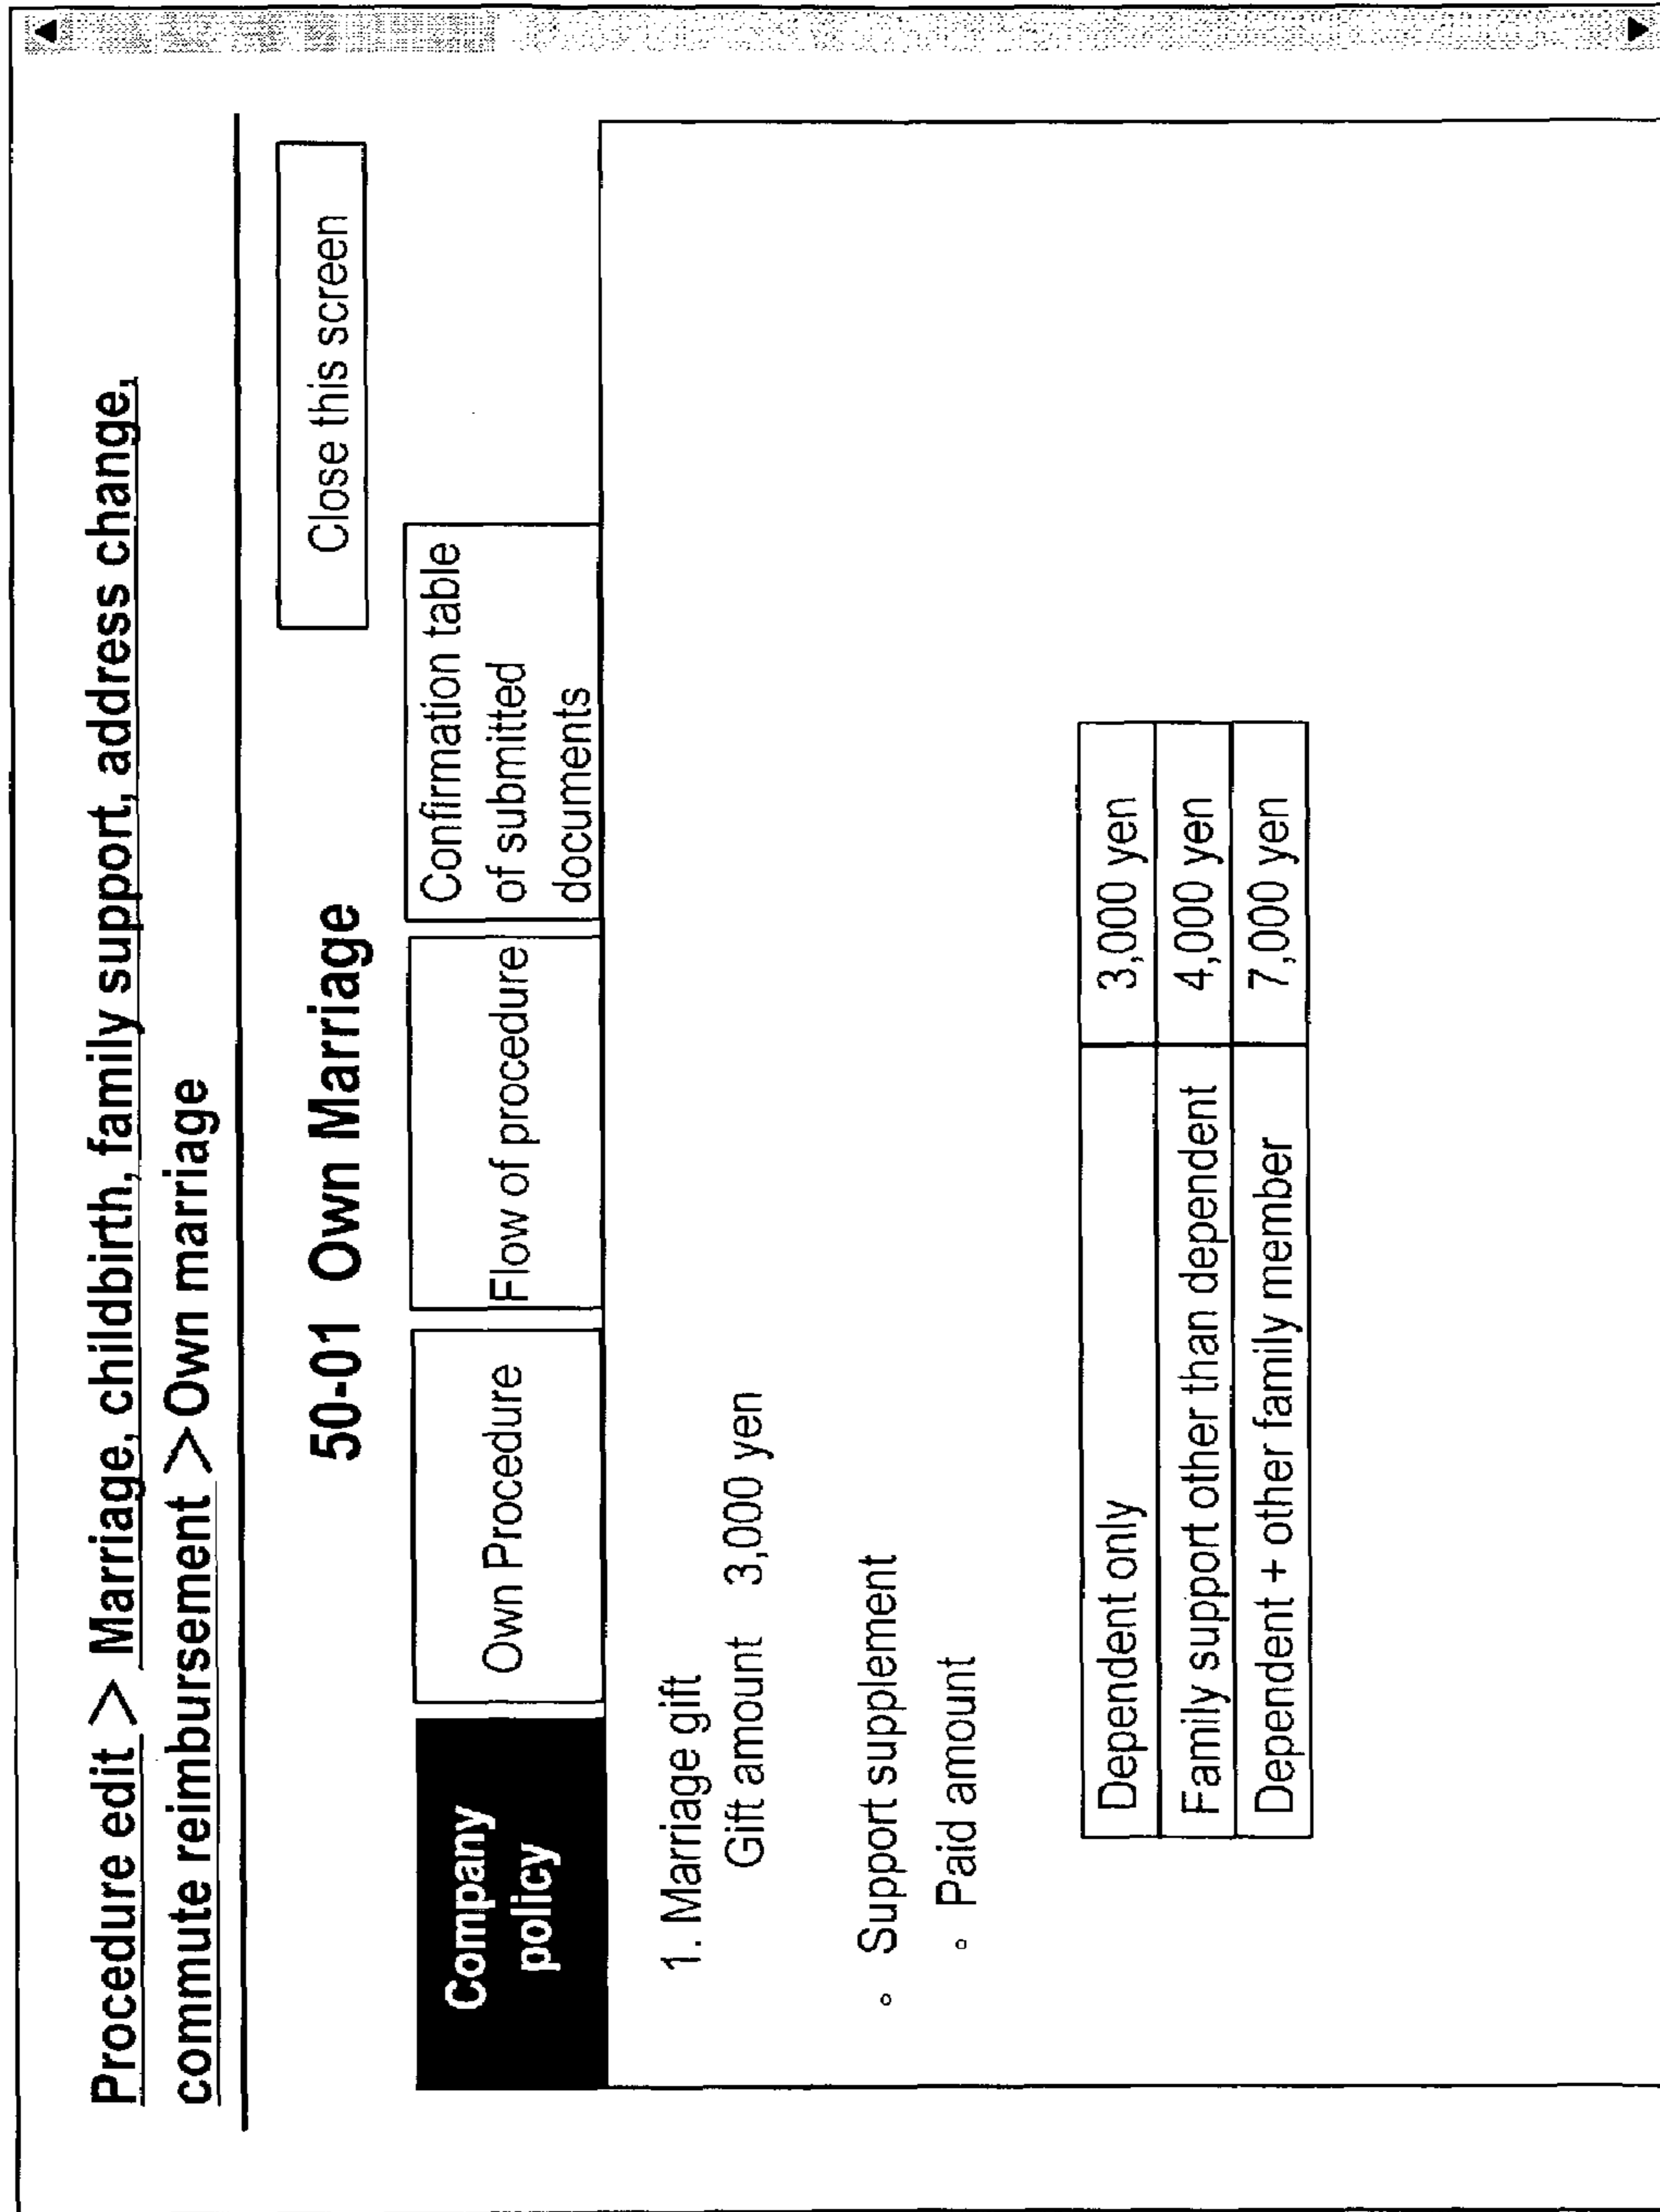 Procedure edit > Marriage, childbirth, family support, address change,
commute reimbursement > Own marriage
50-01 Own Marriage
Close this screen
Company
policy
Own Procedure
Flow of procedure
Confirmation table
of submitted
documents
1. Marriage gift
Gift amount 3,000 yen
◦ Support supplement
◦ Paid amount
Dependent only 3,000 yen
Family support other than dependent 4,000 yen
Dependent + other family member 7,000 yen